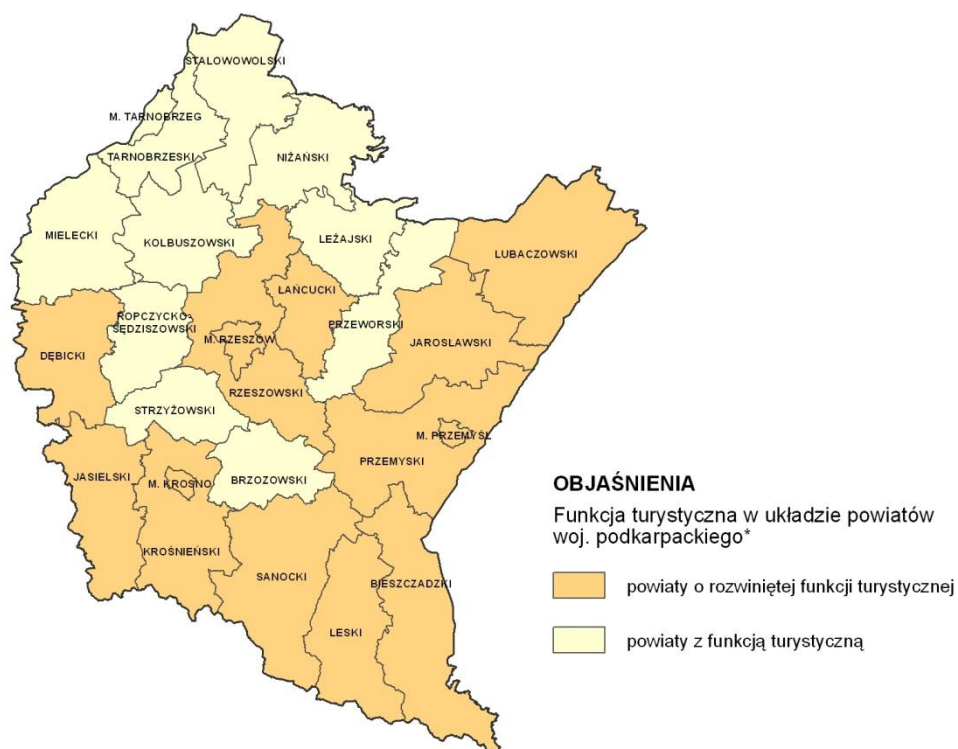 STALOWOWOLSKI
M. TARNOBRZEG
TARNOBRZESKI
NIŻAŃSKI
MIELECKI
KOLBUSZOWSKI
LEŻAJSKI
LUBACZOWSKI
ŁAŃCUCKI
ROPCZYCKO-
SĘDZISZOWSKI
PRZEWORSKI
M. RZESZÓW
JAROSŁAWSKI
DĘBICKI
RZESZOWSKI
STRZYŻOWSKI
M. PRZEMYŚL
PRZEMYSKI
JASIELSKI
M. KROSNO
BRZOZOWSKI
KROŚNIEŃSKI
SANOCKI
BIESZCZADZKI
LESKI
OBJAŚNIENIA
Funkcja turystyczna w układzie powiatów
woj. podkarpackiego*
powiaty o rozwiniętej funkcji turystycznej
powiaty z funkcją turystyczną